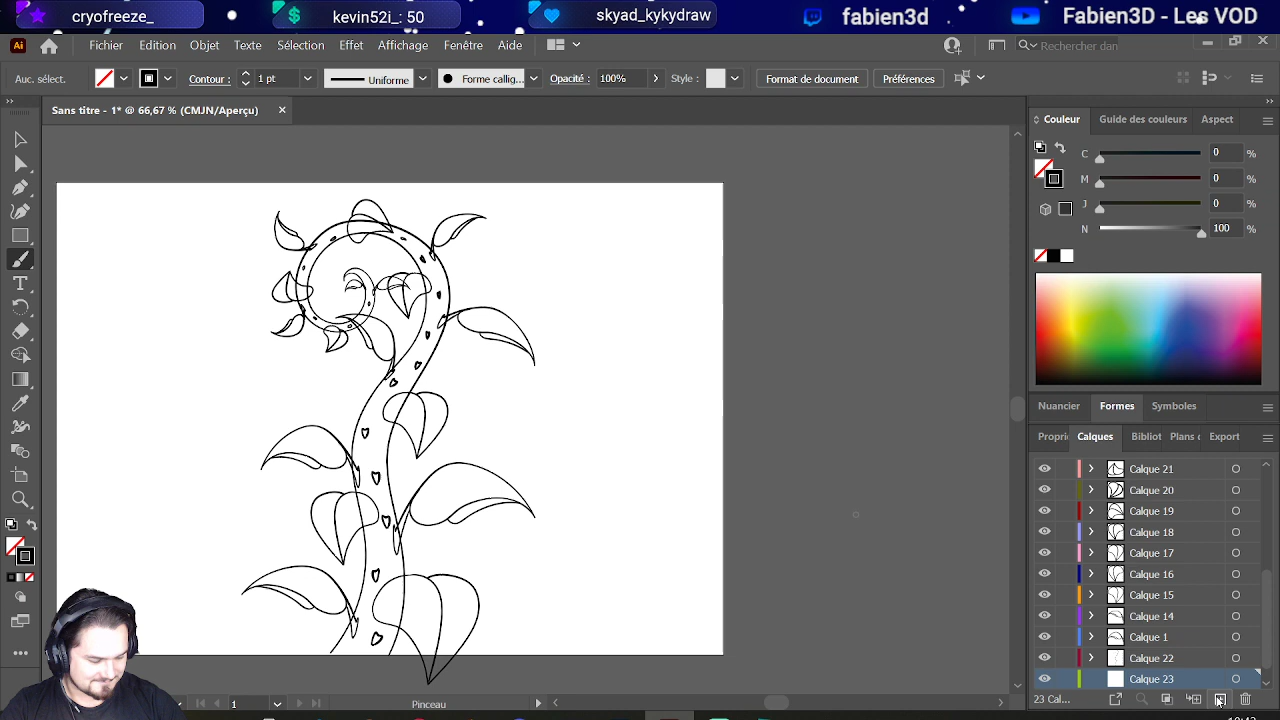 cryofreeze_
kevin52i_: 50
skyad_kykydraw
fabien3d
Fabien3D - Les VOD
Ai
Fichier Edition Objet Texte Sélection Effet Affichage Fenêtre Aide
Rechercher dan
Auc. sélect.
Contour : 1 pt
Uniforme
Forme callig...
Opacité : 100%
Style :
Format de document
Préférences
Sans titre - 1* @ 66,67 % (CMJN/Aperçu)
Couleur Guide des couleurs Aspect
C 0 %
M 0 %
J 0 %
N 100 %
Nuancier Formes Symboles
Propri Calques Bibliot Plans c Export
Calque 21
Calque 20
Calque 19
Calque 18
Calque 17
Calque 16
Calque 15
Calque 14
Calque 1
Calque 22
Calque 23
23 Cal...
1
Pinceau